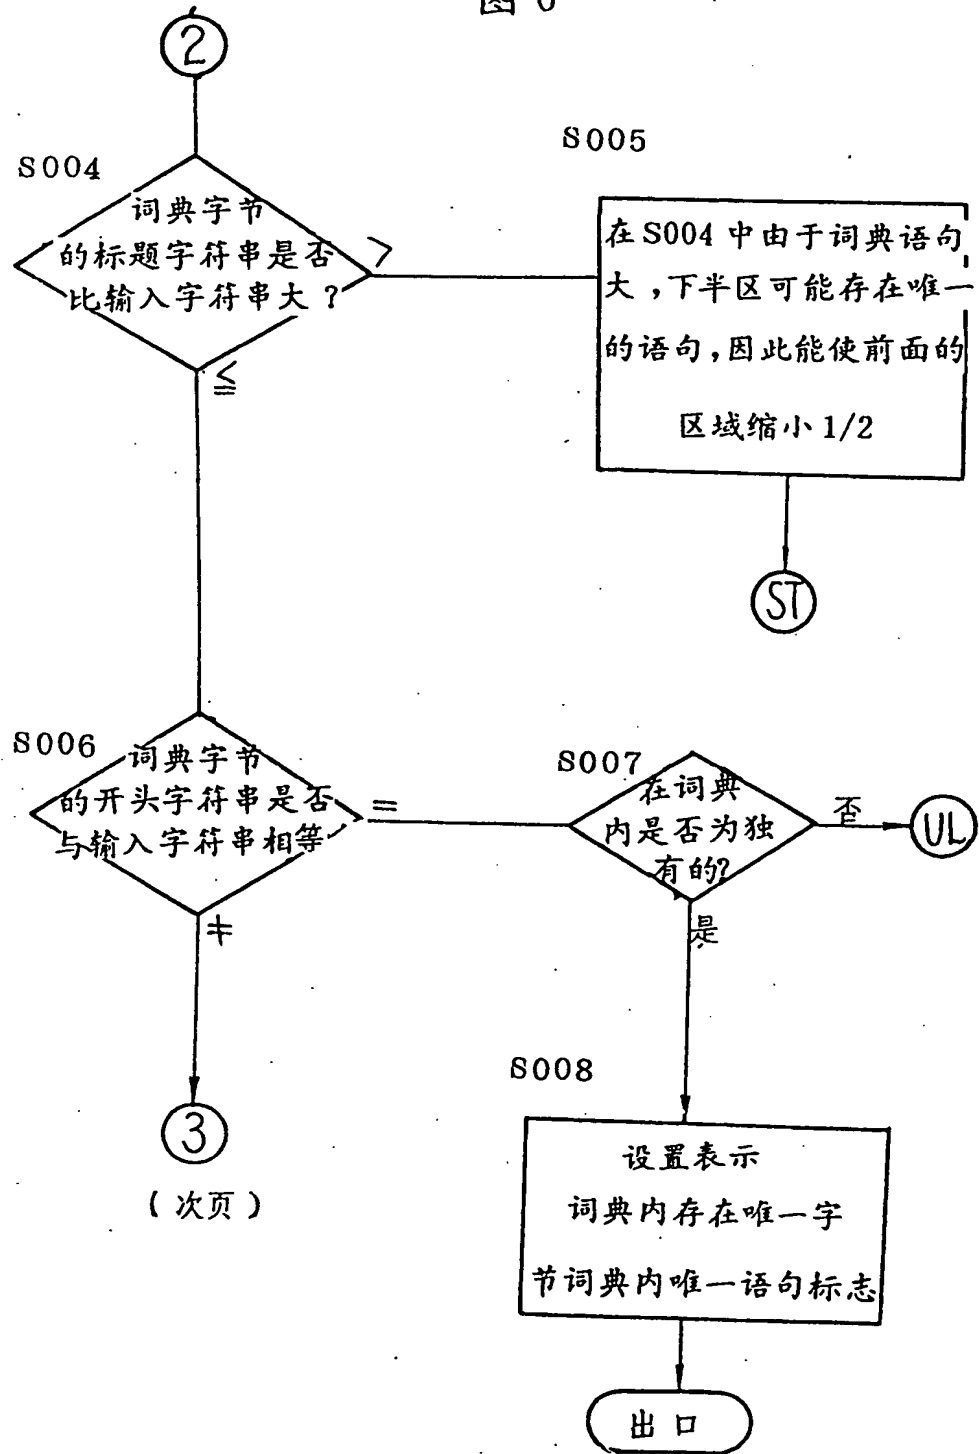 图 6
2
S004
词典字节
的标题字符串是否
比输入字符串大？
>
≦
S005
在S004中由于词典语句
大，下半区可能存在唯一
的语句，因此能使前面的
区域缩小1/2
ST
S006
词典字节
的开头字符串是否
与输入字符串相等
=
≠
S007
在词典
内是否为独
有的?
否
UL
是
3
(次页)
S008
设置表示
词典内存在唯一字
节词典内唯一语句标志
出口